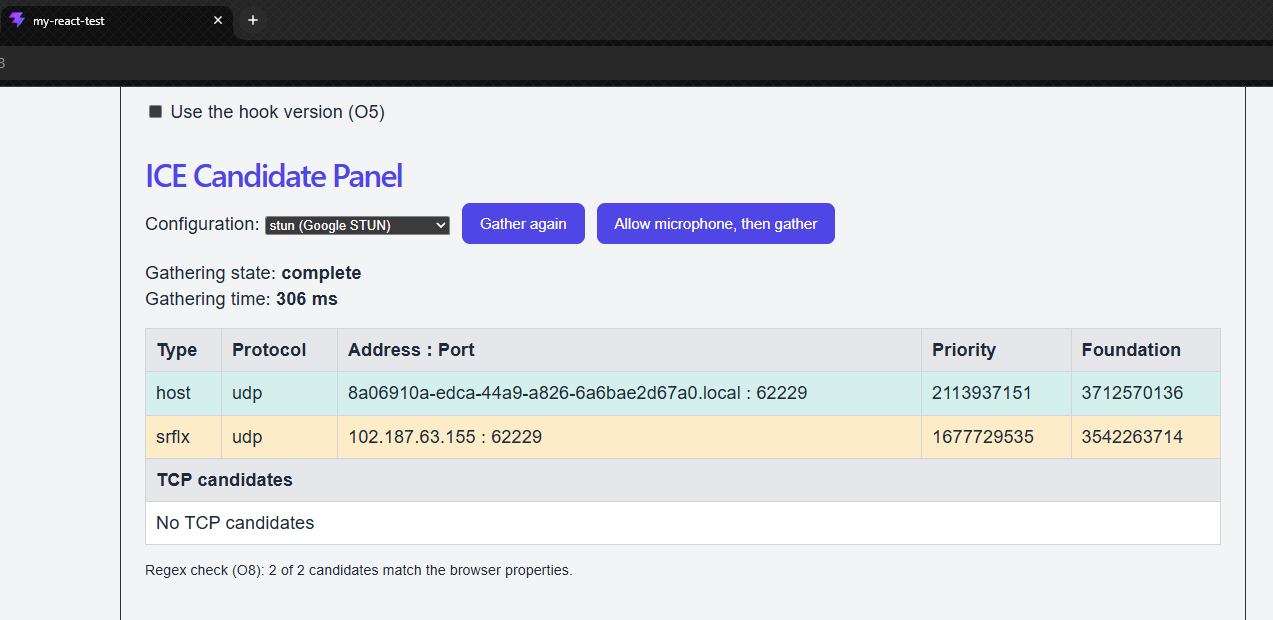 my-react-test
3
Use the hook version (O5)
ICE Candidate Panel
Configuration: stun (Google STUN) Gather again Allow microphone, then gather
Gathering state: complete
Gathering time: 306 ms
Type Protocol Address : Port Priority Foundation
host udp 8a06910a-edca-44a9-a826-6a6bae2d67a0.local : 62229 2113937151 3712570136
srflx udp 102.187.63.155 : 62229 1677729535 3542263714
TCP candidates
No TCP candidates
Regex check (O8): 2 of 2 candidates match the browser properties.